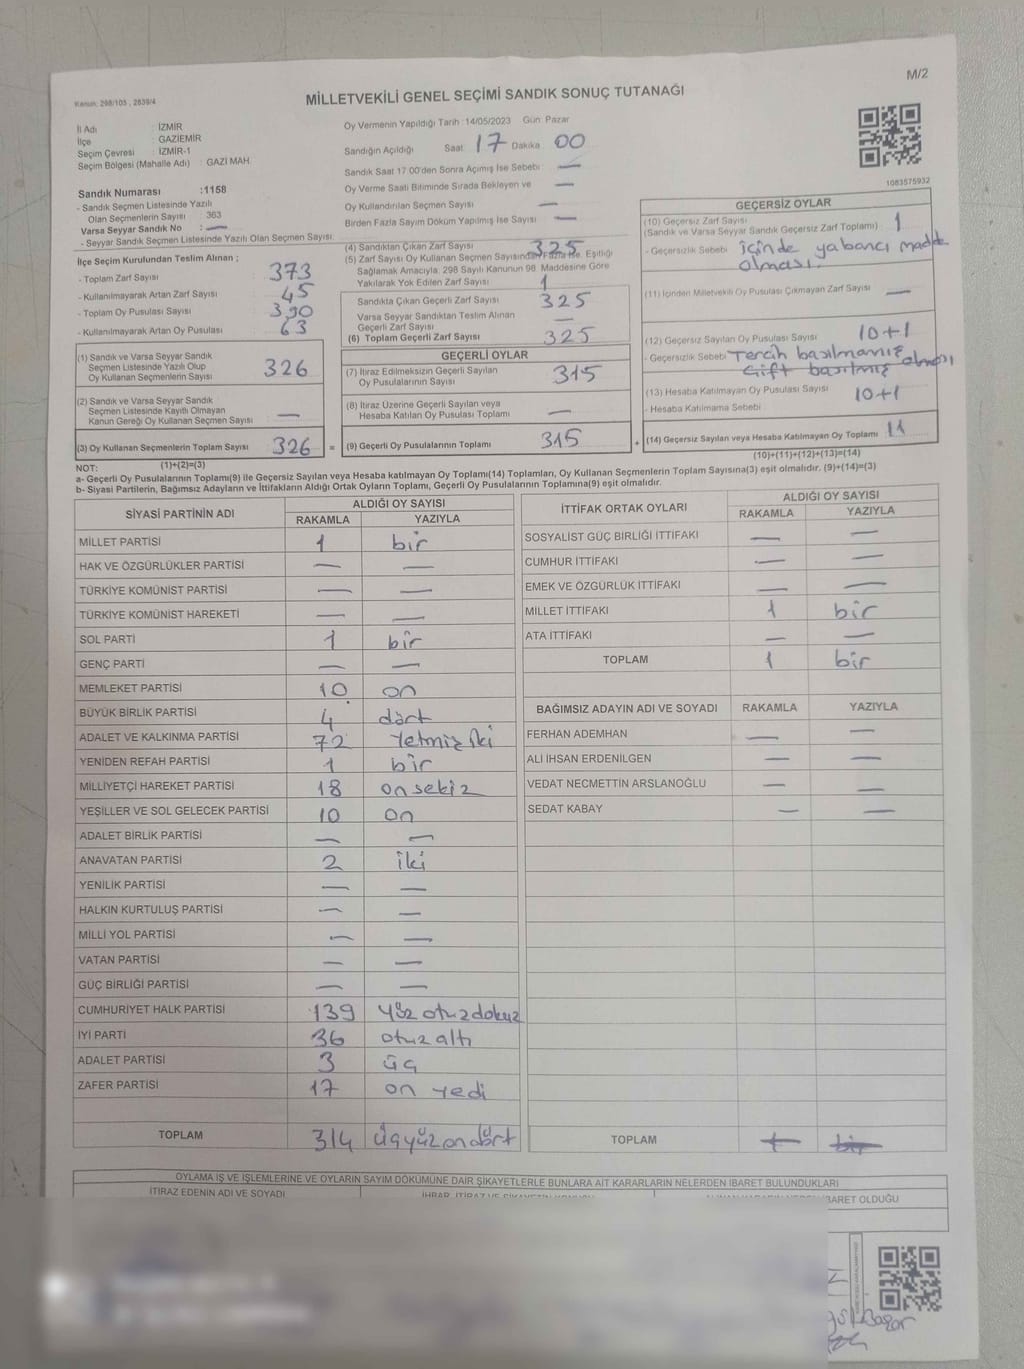 M/2
Kanun: 298/105 , 2839/4
MİLLETVEKİLİ GENEL SEÇİMİ SANDIK SONUÇ TUTANAĞI
İl Adı : İZMİR
İlçe : GAZİEMİR
Seçim Çevresi : İZMİR-1
Seçim Bölgesi (Mahalle Adı) : GAZİ MAH.
Sandık Numarası :1158
- Sandık Seçmen Listesinde Yazılı
Olan Seçmenlerin Sayısı : 363
Varsa Seyyar Sandık No : —
- Seyyar Sandık Seçmen Listesinde Yazılı Olan Seçmen Sayısı:
Oy Vermenin Yapıldığı Tarih :14/05/2023 Gün: Pazar
Sandığın Açıldığı Saat: 17 Dakika: 00
Sandık Saat 17:00'den Sonra Açımış İse Sebebi : —
Oy Verme Saati Bitiminde Sırada Bekleyen ve —
Oy Kullandırılan Seçmen Sayısı —
Birden Fazla Sayım Döküm Yapılmış İse Sayısı —
1083575932
İlçe Seçim Kurulundan Teslim Alınan ;
- Toplam Zarf Sayısı : 373
- Kullanılmayarak Artan Zarf Sayısı : 45
- Toplam Oy Pusulası Sayısı : 390
- Kullanılmayarak Artan Oy Pusulası : 63
(1) Sandık ve Varsa Seyyar Sandık
Seçmen Listesinde Yazılı Olup
Oy Kullanan Seçmenlerin Sayısı 326
(2) Sandık ve Varsa Seyyar Sandık
Seçmen Listesinde Kayıtlı Olmayan
Kanun Gereği Oy Kullanan Seçmen Sayısı —
(3) Oy Kullanan Seçmenlerin Toplam Sayısı 326 =
(1)+(2)=(3)
(4) Sandıktan Çıkan Zarf Sayısı 325
(5) Zarf Sayısı Oy Kullanan Seçmen Sayısından Fazla İse, Eşitliği
Sağlamak Amacıyla, 298 Sayılı Kanunun 98. Maddesine Göre
Yakılarak Yok Edilen Zarf Sayısı 1
Sandıkta Çıkan Geçerli Zarf Sayısı 325
Varsa Seyyar Sandıktan Teslim Alınan
Geçerli Zarf Sayısı —
(6) Toplam Geçerli Zarf Sayısı 325
GEÇERLİ OYLAR
(7) İtiraz Edilmeksizin Geçerli Sayılan
Oy Pusulalarının Sayısı 315
(8) İtiraz Üzerine Geçerli Sayılan veya
Hesaba Katılan Oy Pusulası Toplamı —
(9) Geçerli Oy Pusulalarının Toplamı 315 +
GEÇERSİZ OYLAR
(10) Geçersiz Zarf Sayısı
(Sandık ve Varsa Seyyar Sandık Geçersiz Zarf Toplamı) 1
- Geçersizlik Sebebi içinde yabancı madde
olması.
(11) İçinden Milletvekili Oy Pusulası Çıkmayan Zarf Sayısı —
(12) Geçersiz Sayılan Oy Pusulası Sayısı 10+1
- Geçersizlik Sebebi Tercih basılmamış olması
Çift basılmış
(13) Hesaba Katılmayan Oy Pusulası Sayısı 10+1
- Hesaba Katılmama Sebebi
(14) Geçersiz Sayılan veya Hesaba Katılmayan Oy Toplamı 11
(10)+(11)+(12)+(13)=(14)
NOT:
a- Geçerli Oy Pusulalarının Toplamı(9) ile Geçersiz Sayılan veya Hesaba katılmayan Oy Toplamı(14) Toplamları, Oy Kullanan Seçmenlerin Toplam Sayısına(3) eşit olmalıdır. (9)+(14)=(3)
b- Siyasi Partilerin, Bağımsız Adayların ve İttifakların Aldığı Ortak Oyların Toplamı, Geçerli Oy Pusulalarının Toplamına(9) eşit olmalıdır.
SİYASİ PARTİNİN ADI ALDIĞI OY SAYISI
RAKAMLA YAZIYLA
MİLLET PARTİSİ 1 bir
HAK VE ÖZGÜRLÜKLER PARTİSİ — —
TÜRKİYE KOMÜNİST PARTİSİ — —
TÜRKİYE KOMÜNİST HAREKETİ — —
SOL PARTİ 1 bir
GENÇ PARTİ — —
MEMLEKET PARTİSİ 10 on
BÜYÜK BİRLİK PARTİSİ 4 dört
ADALET VE KALKINMA PARTİSİ 72 Yetmiş iki
YENİDEN REFAH PARTİSİ 1 bir
MİLLİYETÇİ HAREKET PARTİSİ 18 on sekiz
YEŞİLLER VE SOL GELECEK PARTİSİ 10 on
ADALET BİRLİK PARTİSİ — —
ANAVATAN PARTİSİ 2 iki
YENİLİK PARTİSİ — —
HALKIN KURTULUŞ PARTİSİ — —
MİLLİ YOL PARTİSİ — —
VATAN PARTİSİ — —
GÜÇ BİRLİĞİ PARTİSİ — —
CUMHURİYET HALK PARTİSİ 139 Yüz otuz dokuz
İYİ PARTİ 36 otuz altı
ADALET PARTİSİ 3 üç
ZAFER PARTİSİ 17 on yedi
TOPLAM 314 üçyüz on dört
İTTİFAK ORTAK OYLARI ALDIĞI OY SAYISI
RAKAMLA YAZIYLA
SOSYALİST GÜÇ BİRLİĞİ İTTİFAKI — —
CUMHUR İTTİFAKI — —
EMEK VE ÖZGÜRLÜK İTTİFAKI — —
MİLLET İTTİFAKI 1 bir
ATA İTTİFAKI — —
TOPLAM 1 bir
BAĞIMSIZ ADAYIN ADI VE SOYADI RAKAMLA YAZIYLA
FERHAN ADEMHAN — —
ALİ İHSAN ERDENİLGEN — —
VEDAT NECMETTİN ARSLANOĞLU — —
SEDAT KABAY — —
TOPLAM 1 bir
OYLAMA İŞ VE İŞLEMLERİNE VE OYLARIN SAYIM DÖKÜMÜNE DAİR ŞİKAYETLERLE BUNLARA AİT KARARLARIN NELERDEN İBARET BULUNDUKLARI
İTİRAZ EDENİN ADI VE SOYADI
İBARET OLDUĞU